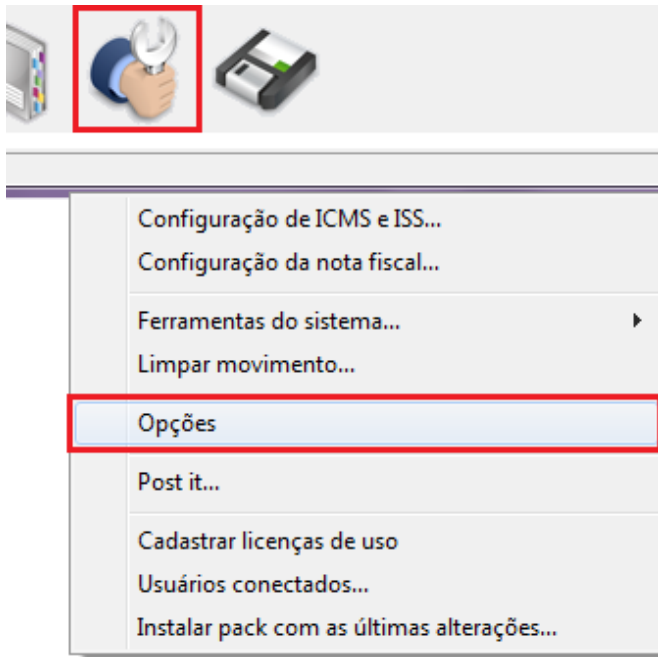 Configuração de ICMS e ISS...
Configuração da nota fiscal...
Ferramentas do sistema...
Limpar movimento...
Opções
Post it...
Cadastrar licenças de uso
Usuários conectados...
Instalar pack com as últimas alterações...